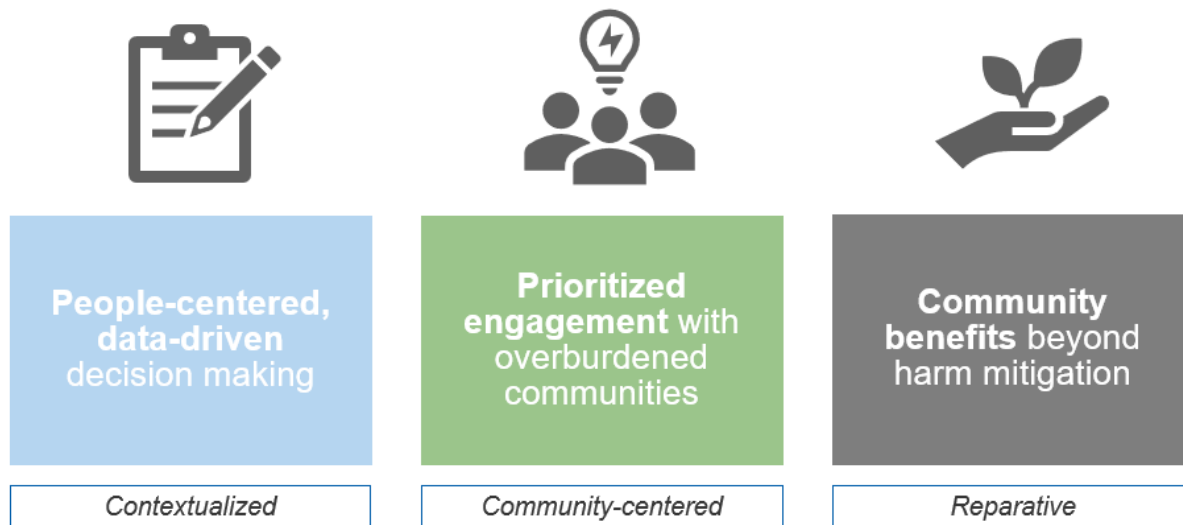 People-centered,
data-driven
decision making
Prioritized
engagement with
overburdened
communities
Community
benefits beyond
harm mitigation
Contextualized
Community-centered
Reparative